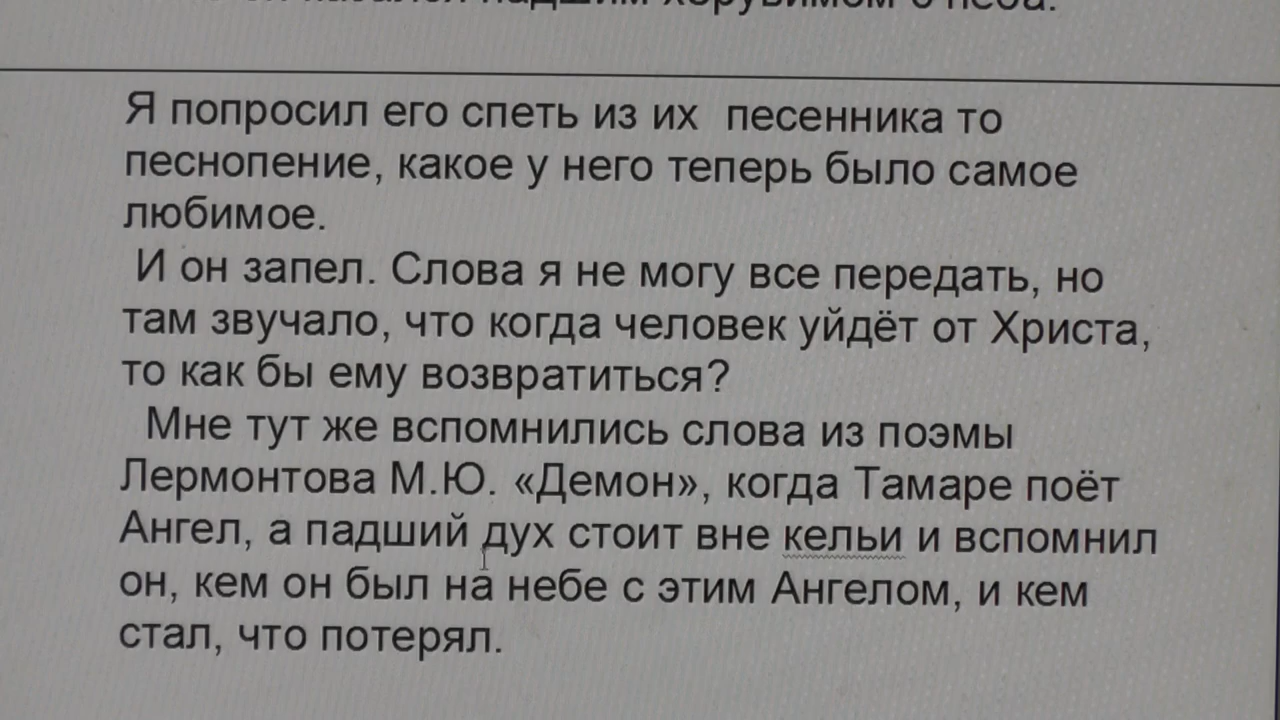 падшим херувимом с неба.
Я попросил его спеть из их песенника то
песнопение, какое у него теперь было самое
любимое.
И он запел. Слова я не могу все передать, но
там звучало, что когда человек уйдёт от Христа,
то как бы ему возвратиться?
Мне тут же вспомнились слова из поэмы
Лермонтова М.Ю. «Демон», когда Тамаре поёт
Ангел, а падший дух стоит вне кельи и вспомнил
он, кем он был на небе с этим Ангелом, и кем
стал, что потерял.